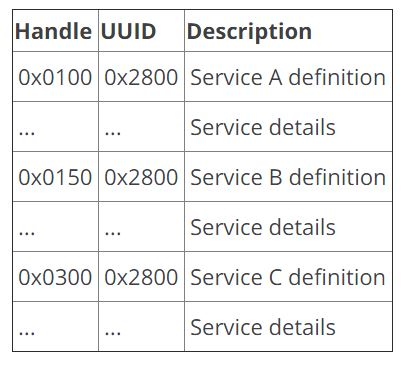 Handle UUID Description
0x0100 0x2800 Service A definition
... ... Service details
0x0150 0x2800 Service B definition
... ... Service details
0x0300 0x2800 Service C definition
... ... Service details